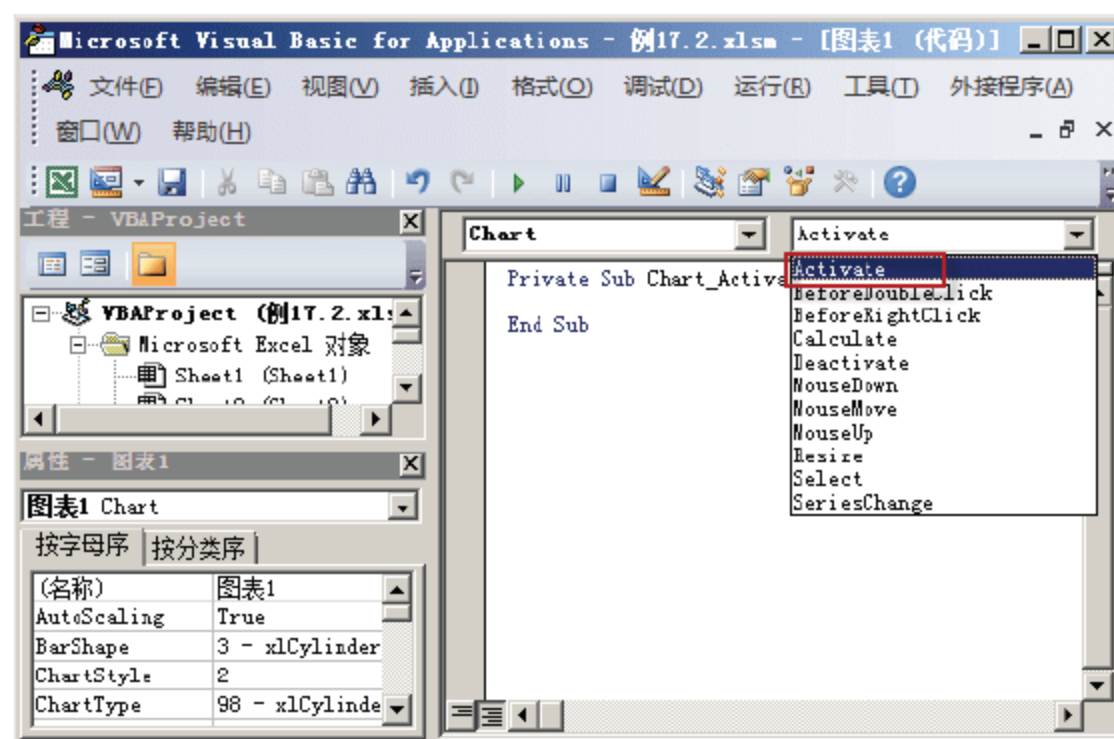 Microsoft Visual Basic for Applications - 例17.2.xlsm - [图表1 (代码)]
文件(F) 编辑(E) 视图(V) 插入(I) 格式(O) 调试(D) 运行(R) 工具(T) 外接程序(A)
窗口(W) 帮助(H)
工程 - VBAProject
VBAProject (例17.2.xl
Microsoft Excel 对象
Sheet1 (Sheet1)
属性 - 图表1
图表1 Chart
按字母序 按分类序
(名称) 图表1
AutoScaling True
BarShape 3 - xlCylinder
ChartStyle 2
ChartType 98 - xlCylinde
Chart Activate
Private Sub Chart_Activa
End Sub
Activate
BeforeDoubleClick
BeforeRightClick
Calculate
Deactivate
MouseDown
MouseMove
MouseUp
Resize
Select
SeriesChange